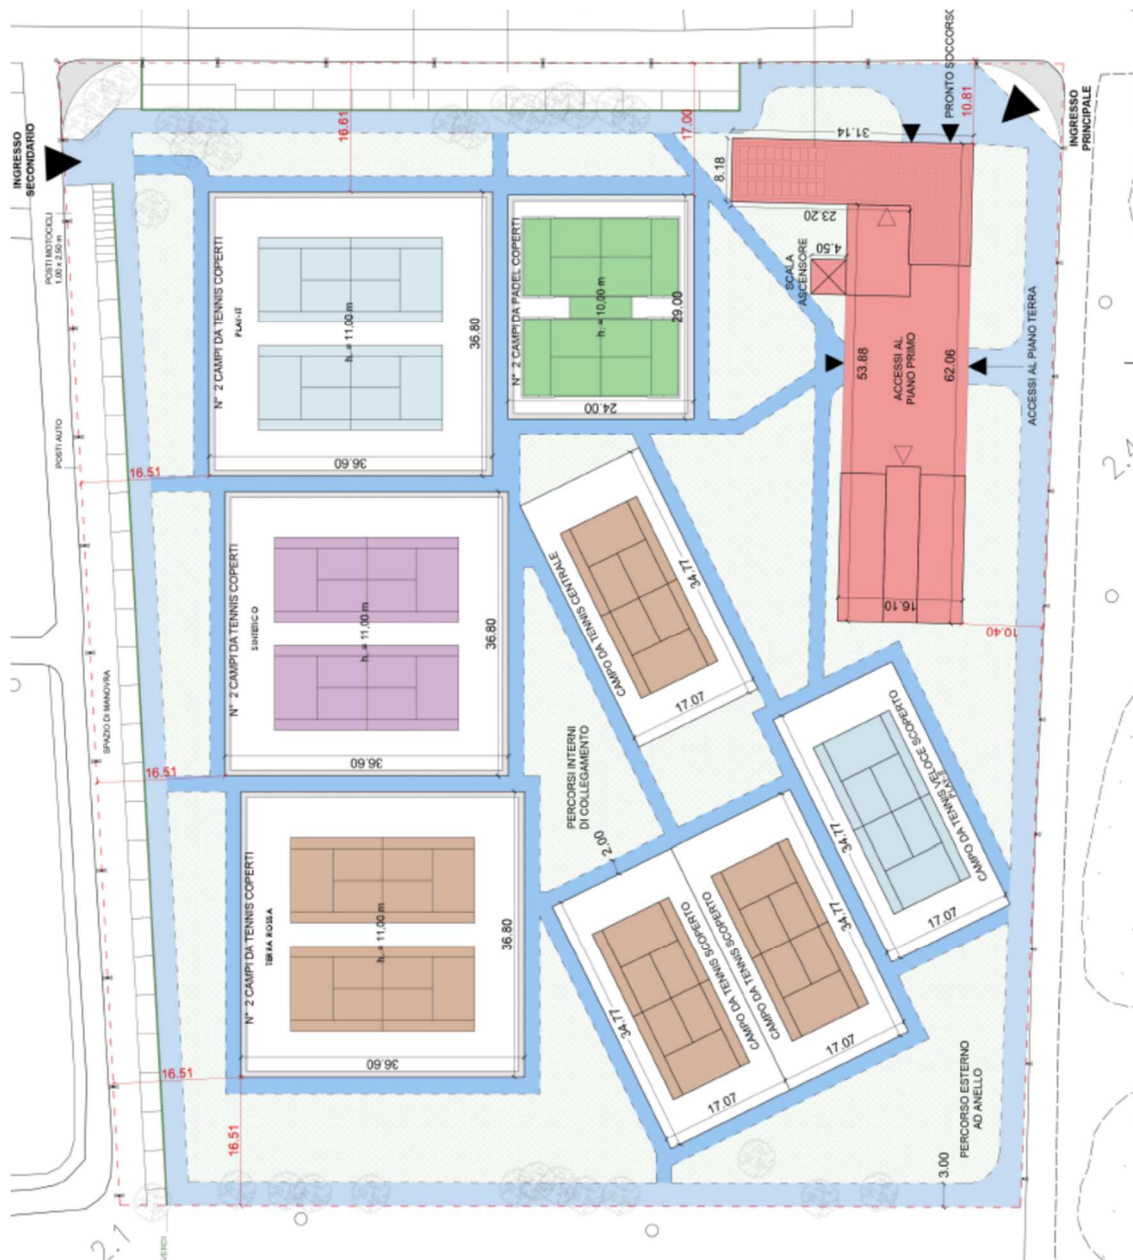 PRONTO SOCCORSO
10.81
INGRESSO
PRINCIPALE
INGRESSO
SECONDARIO
16.61
17.00
31.14
8.18
23.20
4.50
SCALA
ASCENSORE
POSTI MOTOCICLI
1.00 x 2.50 m
N° 2 CAMPI DA TENNIS COPERTI
PLAY-IT
h. = 11,00 m
36.80
36.60
N° 2 CAMPI DA PADEL COPERTI
h. = 10,00 m
29.00
24.00
53.88
ACCESSI AL
PIANO PRIMO
62.06
ACCESSI AL PIANO TERRA
POSTI AUTO
16.51
2.4
N° 2 CAMPI DA TENNIS COPERTI
SINTETICO
h. = 11,00 m
36.80
36.60
CAMPO DA TENNIS CENTRALE
34.77
17.07
16.10
10.40
SPAZIO DI MANOVRA
16.51
PERCORSI INTERNI
DI COLLEGAMENTO
2.00
CAMPO DA TENNIS VELOCE SCOPERTO
34.77
17.07
N° 2 CAMPI DA TENNIS COPERTI
TERRA ROSSA
h. = 11,00 m
36.80
36.60
CAMPO DA TENNIS SCOPERTO
CAMPO DA TENNIS SCOPERTO
34.77
34.77
17.07
17.07
16.51
16.51
PERCORSO ESTERNO
AD ANELLO
3.00
2.1
VERDI